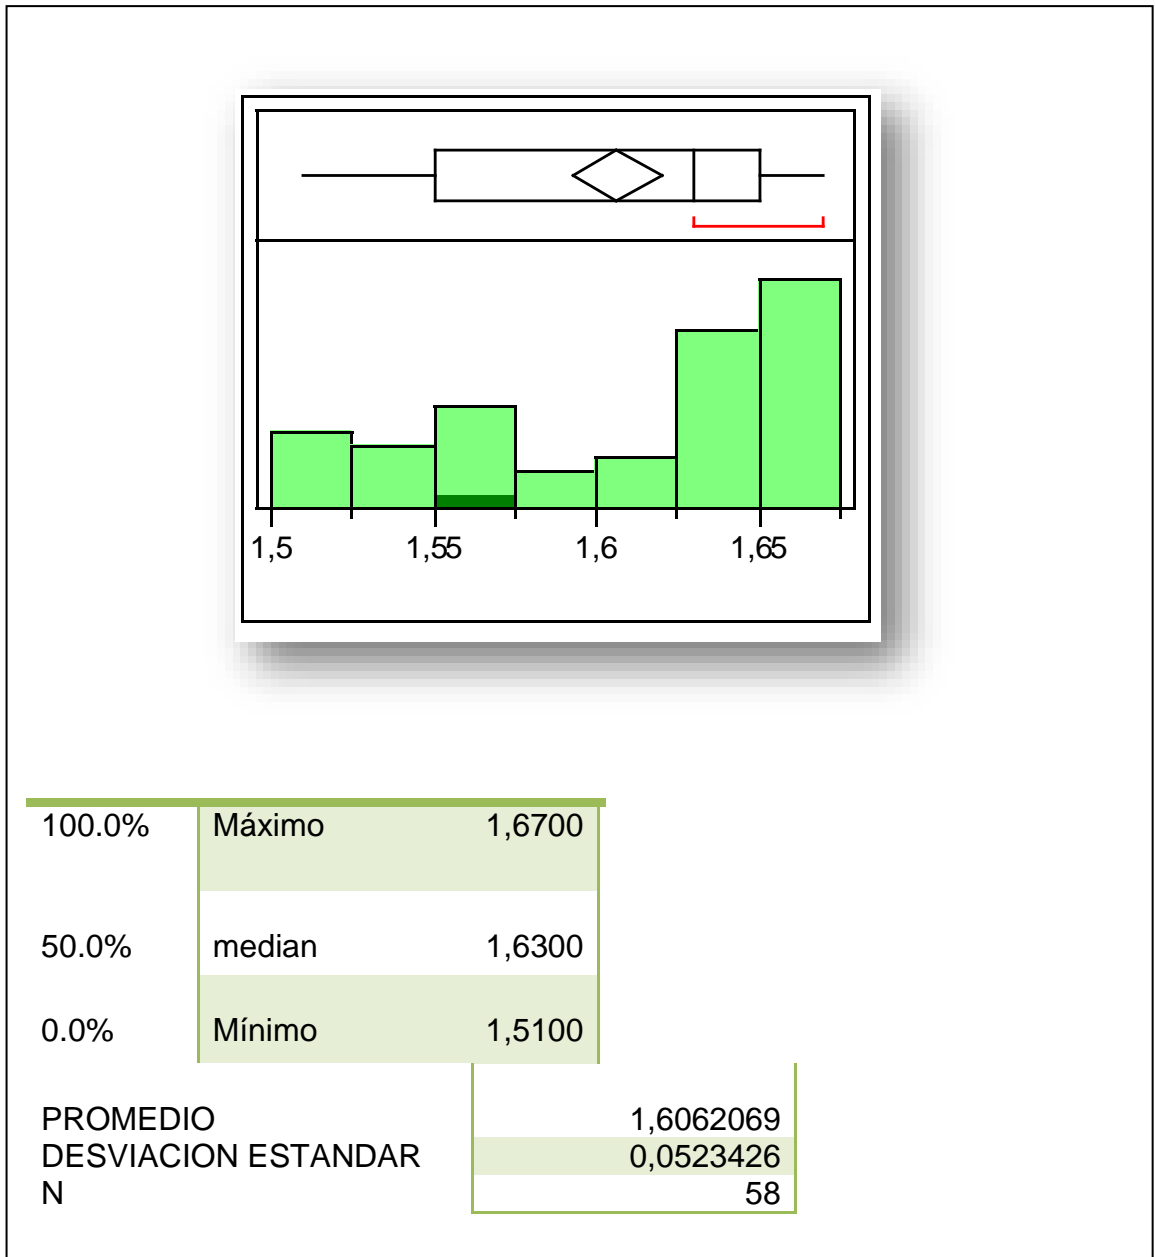 1,5 1,55 1,6 1,65
100.0% Máximo 1,6700
50.0% median 1,6300
0.0% Mínimo 1,5100
PROMEDIO 1,6062069
DESVIACION ESTANDAR 0,0523426
N 58